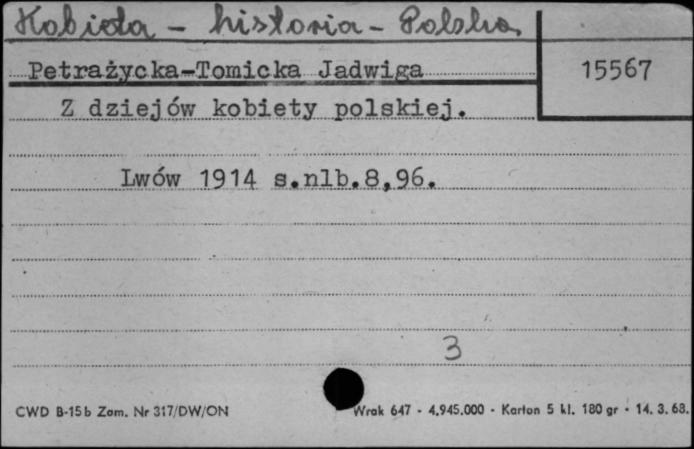 Kobieta - historia - Polska
Petrażycka-Tomicka Jadwiga
15567
Z dziejów kobiety polskiej.
Lwów 1914 s.nlb.8,96.
3
CWD B-15b Zam. Nr 317/DW/ON
Wrak 647 - 4.945.000 - Karton 5 kl. 180 gr - 14. 3. 68.